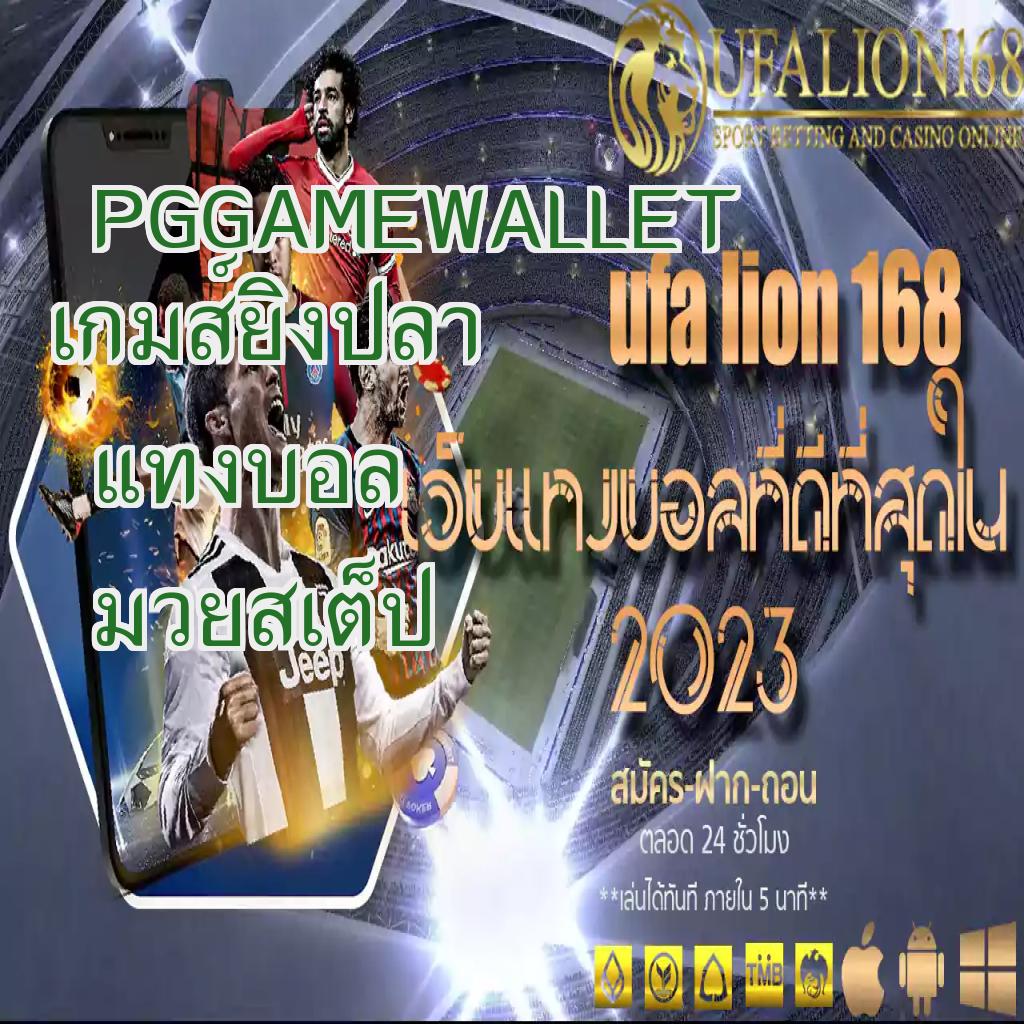 UFALION168
SPORT BETTING AND CASINO ONLINE
PGGAMEWALLET
เกมส์ยิงปลา
แทงบอล
มวยสเต็ป
ufa lion 168
เว็บแทงบอลที่ดีที่สุดใน
2023
สมัคร-ฝาก-ถอน
ตลอด 24 ชั่วโมง
**เล่นได้ทันที ภายใน 5 นาที**
Jeep
TMB